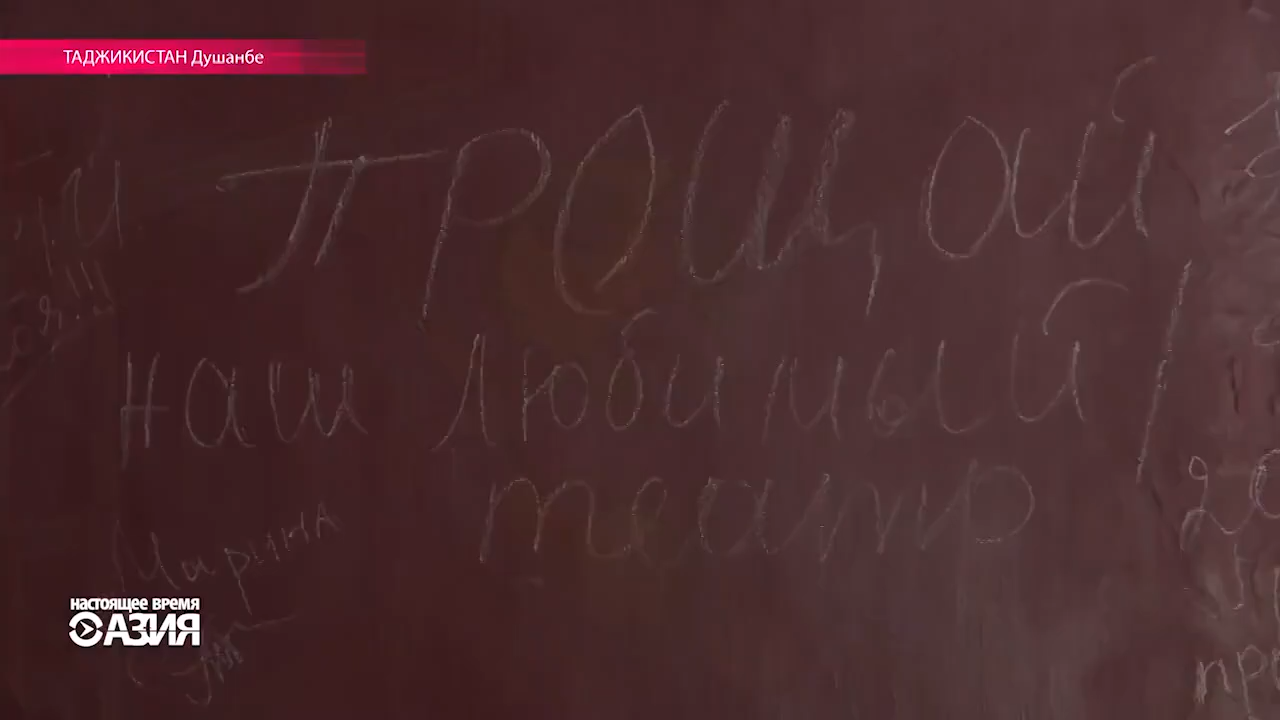 ТАДЖИКИСТАН Душанбе
Прощай
наш любимый
театр
Марина
НАСТОЯЩЕЕ ВРЕМЯ
АЗИЯ